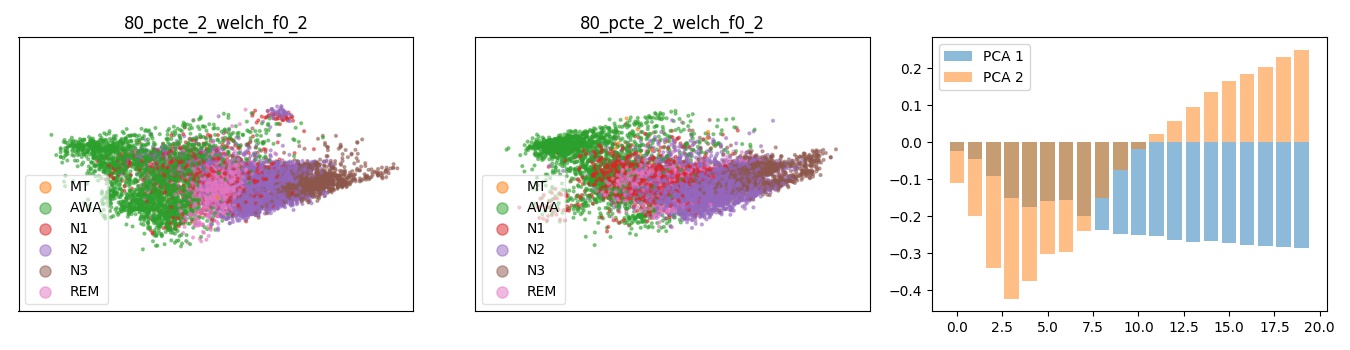 80_pcte_2_welch_f0_2
MT
AWA
N1
N2
N3
REM
80_pcte_2_welch_f0_2
MT
AWA
N1
N2
N3
REM
PCA 1
PCA 2
0.2
0.1
0.0
−0.1
−0.2
−0.3
−0.4
0.0 2.5 5.0 7.5 10.0 12.5 15.0 17.5 20.0